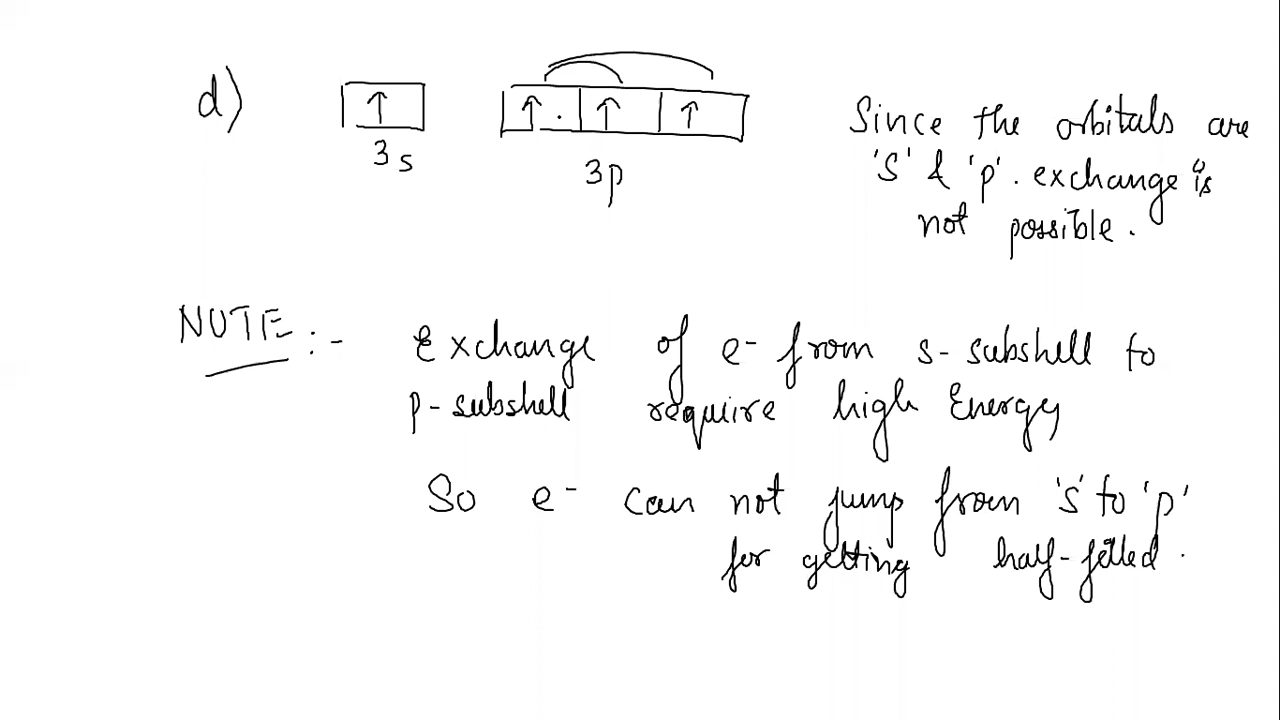 d) ↑ ↑ . ↑ ↑
3s 3p
Since the orbitals are
's' & 'p'. exchange is
not possible.
NOTE :- Exchange of e- from s-subshell to
p-subshell require high Energy
So e- can not jump from 's' to 'p'
for getting half-filled.